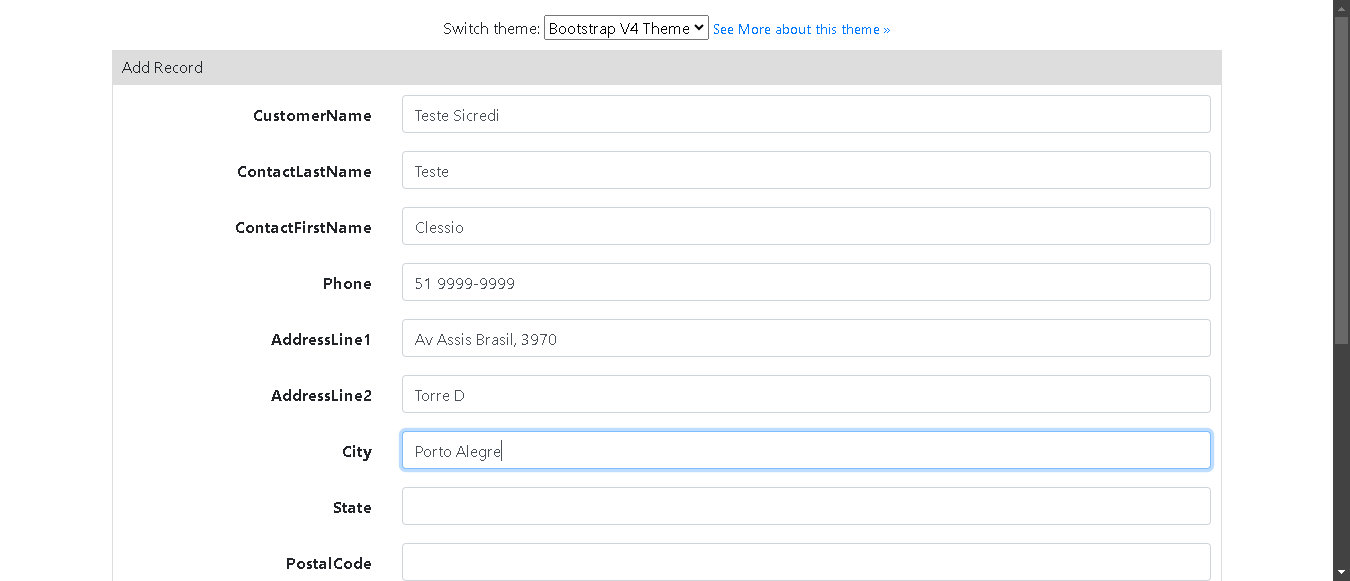 Switch theme: Bootstrap V4 Theme See More about this theme »
Add Record
CustomerName Teste Sicredi
ContactLastName Teste
ContactFirstName Clessio
Phone 51 9999-9999
AddressLine1 Av Assis Brasil, 3970
AddressLine2 Torre D
City Porto Alegre
State
PostalCode